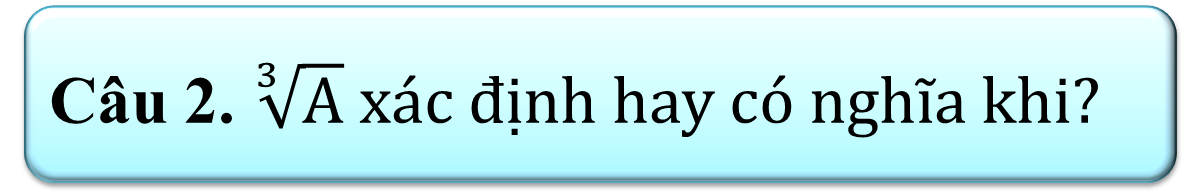 Câu 2. ∛A xác định hay có nghĩa khi?